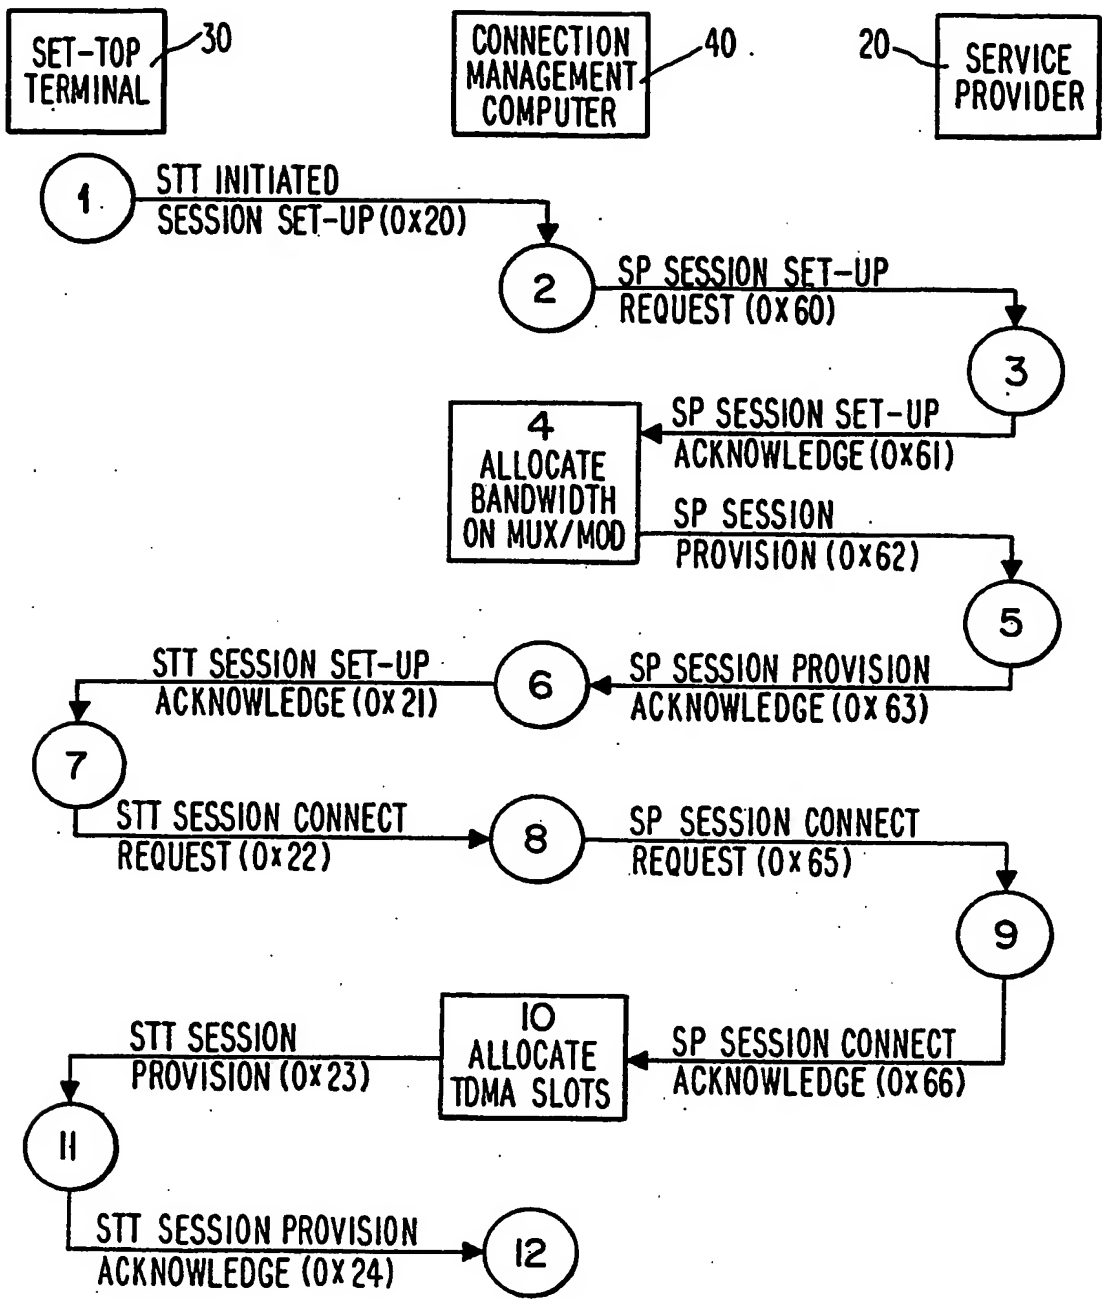 SET-TOP
TERMINAL
30
CONNECTION
MANAGEMENT
COMPUTER
40
20
SERVICE
PROVIDER
1
STT INITIATED
SESSION SET-UP (0X20)
2
SP SESSION SET-UP
REQUEST (0X60)
3
SP SESSION SET-UP
ACKNOWLEDGE (0X61)
4
ALLOCATE
BANDWIDTH
ON MUX/MOD
SP SESSION
PROVISION (0X62)
5
SP SESSION PROVISION
ACKNOWLEDGE (0X63)
6
STT SESSION SET-UP
ACKNOWLEDGE (0X21)
7
STT SESSION CONNECT
REQUEST (0X22)
8
SP SESSION CONNECT
REQUEST (0X65)
9
SP SESSION CONNECT
ACKNOWLEDGE (0X66)
10
ALLOCATE
TDMA SLOTS
STT SESSION
PROVISION (0X23)
11
STT SESSION PROVISION
ACKNOWLEDGE (0X24)
12